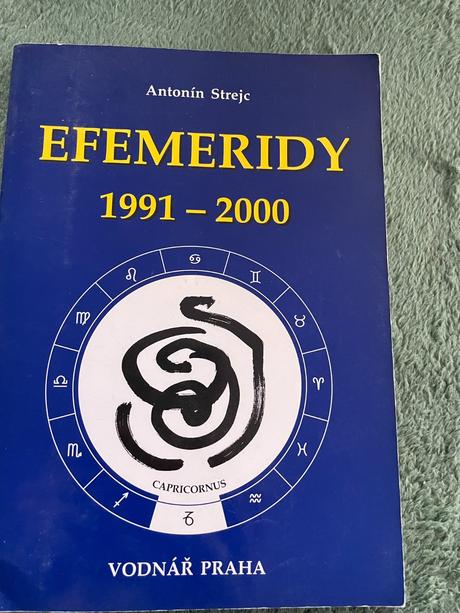 Antonín Strejc
EFEMERIDY
1991 – 2000
CAPRICORNUS
VODNÁŘ PRAHA